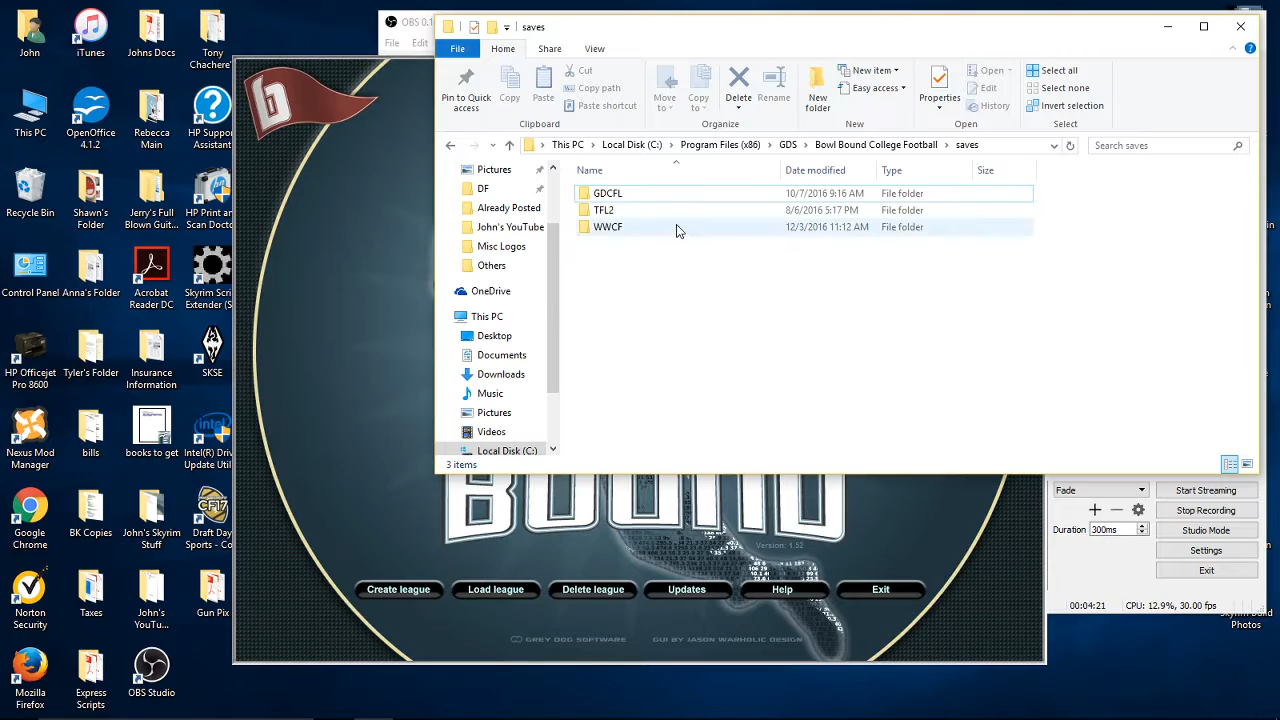 John
iTunes
Johns Docs
Tony Chachere'
This PC
OpenOffice 4.1.2
Rebecca Main
HP Support Assistant
Recycle Bin
Shawn's Folder
Jerry's Full Blown Guit...
HP Print and Scan Doctor
Control Panel
Anna's Folder
Acrobat Reader DC
Skyrim Scri Extender (S
HP Officejet Pro 8600
Tyler's Folder
Insurance Information
SKSE
Nexus Mod Manager
bills
books to get
Intel(R) Driv Update Util
Google Chrome
BK Copies
John's Skyrim Stuff
Draft Day Sports - Co
Norton Security
Taxes
John's YouTu...
Gun Pix
Mozilla Firefox
Express Scripts
OBS Studio
OBS 0.1
File Edit
saves
File Home Share View
Pin to Quick access
Copy
Paste
Cut
Copy path
Paste shortcut
Clipboard
Move to
Copy to
Delete
Rename
Organize
New folder
New item
Easy access
New
Properties
Open
Edit
History
Open
Select all
Select none
Invert selection
Select
This PC Local Disk (C:) Program Files (x86) GDS Bowl Bound College Football saves
Search saves
Pictures
DF
Already Posted
John's YouTube
Misc Logos
Others
OneDrive
This PC
Desktop
Documents
Downloads
Music
Pictures
Videos
Local Disk (C:)
Name Date modified Type Size
GDCFL 10/7/2016 9:16 AM File folder
TFL2 8/6/2016 5:17 PM File folder
WWCF 12/3/2016 11:12 AM File folder
3 items
b
BOUND
Version: 1.52
Create league Load league Delete league Updates Help Exit
GREY DOG SOFTWARE GUI BY JASON WARHOLIC DESIGN
Fade
Duration 300ms
Start Streaming
Stop Recording
Studio Mode
Settings
Exit
00:04:21 CPU: 12.9%, 30.00 fps
Photos